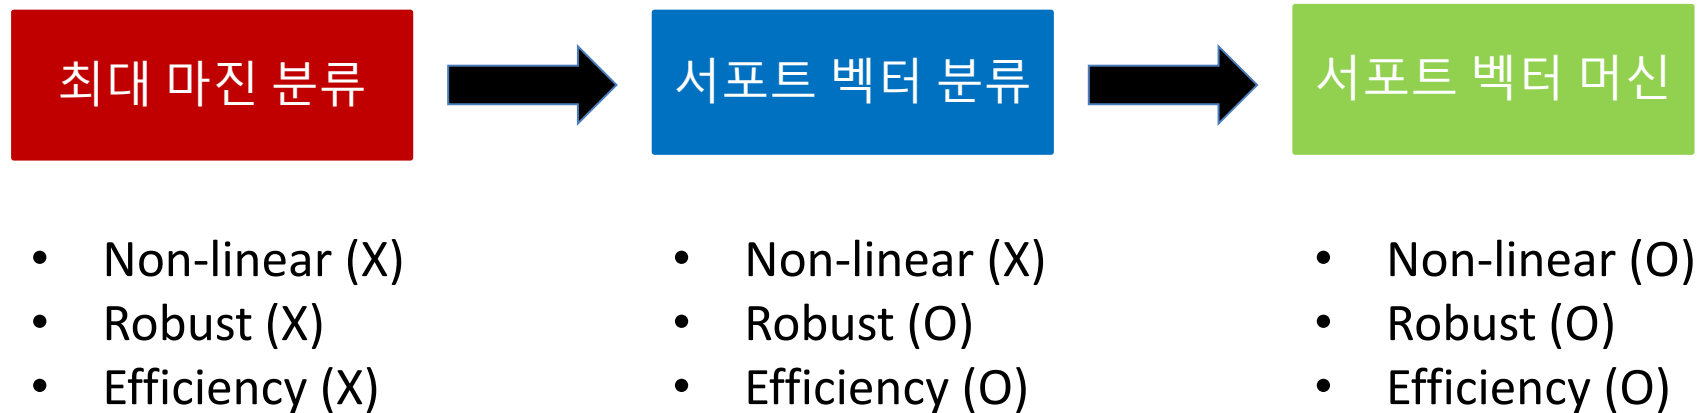 최대 마진 분류
서포트 벡터 분류
서포트 벡터 머신
• Non-linear (X)
• Robust (X)
• Efficiency (X)
• Non-linear (X)
• Robust (O)
• Efficiency (O)
• Non-linear (O)
• Robust (O)
• Efficiency (O)